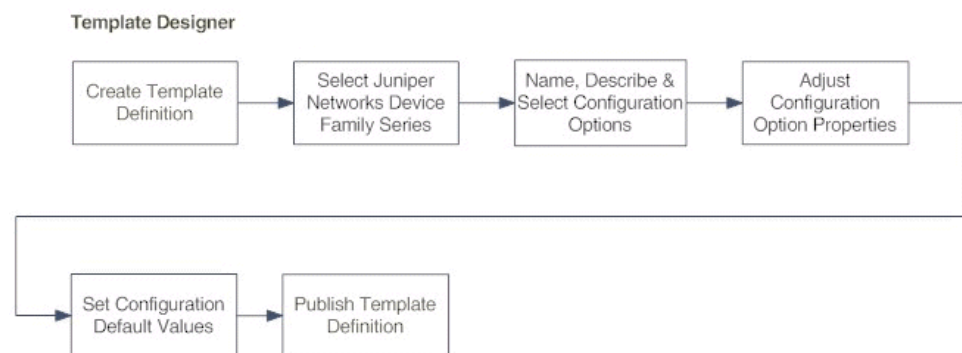 Template Designer
Create Template
Definition
Select Juniper
Networks Device
Family Series
Name, Describe &
Select Configuration
Options
Adjust
Configuration
Option Properties
Set Configuration
Default Values
Publish Template
Definition